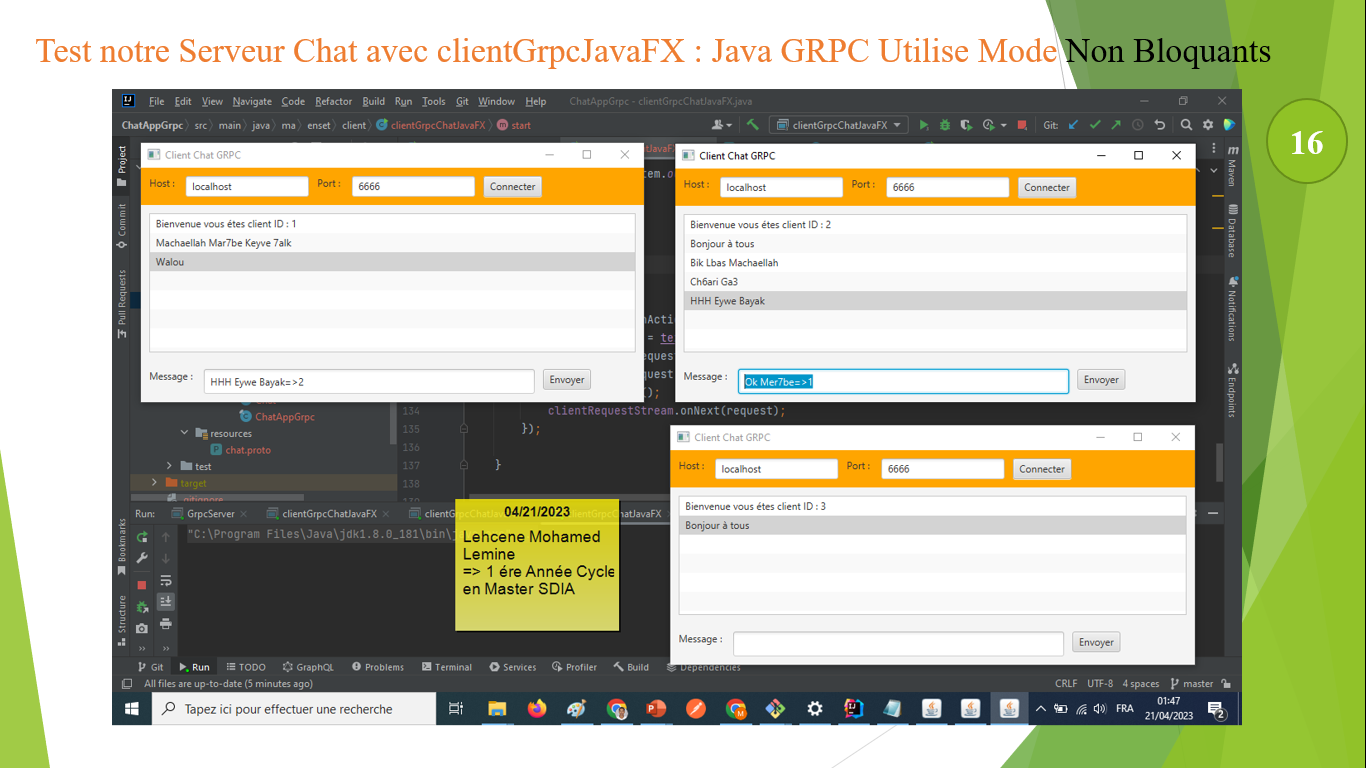 Test notre Serveur Chat avec clientGrpcJavaFX : Java GRPC Utilise Mode Non Bloquants
16
File Edit View Navigate Code Refactor Build Run Tools Git Window Help ChatAppGrpc - clientGrpcChatJavaFX.java
ChatAppGrpc src main java ma enset client clientGrpcChatJavaFX start clientGrpcChatJavaFX Git:
Project
Commit
Pull Requests
Bookmarks
Structure
Client Chat GRPC
Host : localhost Port : 6666 Connecter
Bienvenue vous étes client ID : 1
Machaellah Mar7be Keyve 7alk
Walou
Message : HHH Eywe Bayak=>2 Envoyer
Client Chat GRPC
Host : localhost Port : 6666 Connecter
Bienvenue vous étes client ID : 2
Bonjour à tous
Bik Lbas Machaellah
Ch6ari Ga3
HHH Eywe Bayak
Message : Ok Mer7be=>1 Envoyer
Maven
Database
Notifications
Endpoints
ChatAppGrpc
resources
chat.proto
test
target
.gitignore
134 clientRequestStream.onNext(request);
135 });
136
137 }
138
139
Client Chat GRPC
Host : localhost Port : 6666 Connecter
Bienvenue vous étes client ID : 3
Bonjour à tous
Message : Envoyer
Run: GrpcServer clientGrpcChatJavaFX
"C:\Program Files\Java\jdk1.8.0_181\bin\j
04/21/2023
Lehcene Mohamed
Lemine
=> 1 ére Année Cycle
en Master SDIA
Git Run TODO GraphQL Problems Terminal Services Profiler Build Dependencies
All files are up-to-date (5 minutes ago) CRLF UTF-8 4 spaces master
Tapez ici pour effectuer une recherche FRA 01:47
21/04/2023 2